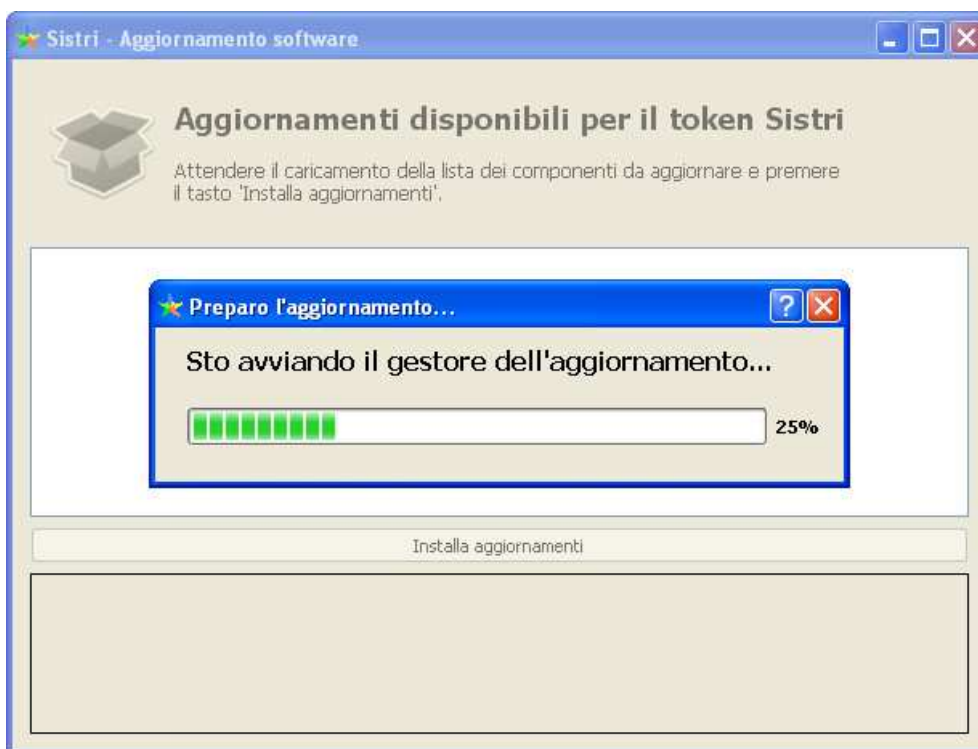 Sistri - Aggiornamento software
Aggiornamenti disponibili per il token Sistri
Attendere il caricamento della lista dei componenti da aggiornare e premere
il tasto 'Installa aggiornamenti'.
Preparo l'aggiornamento...
Sto avviando il gestore dell'aggiornamento...
25%
Installa aggiornamenti